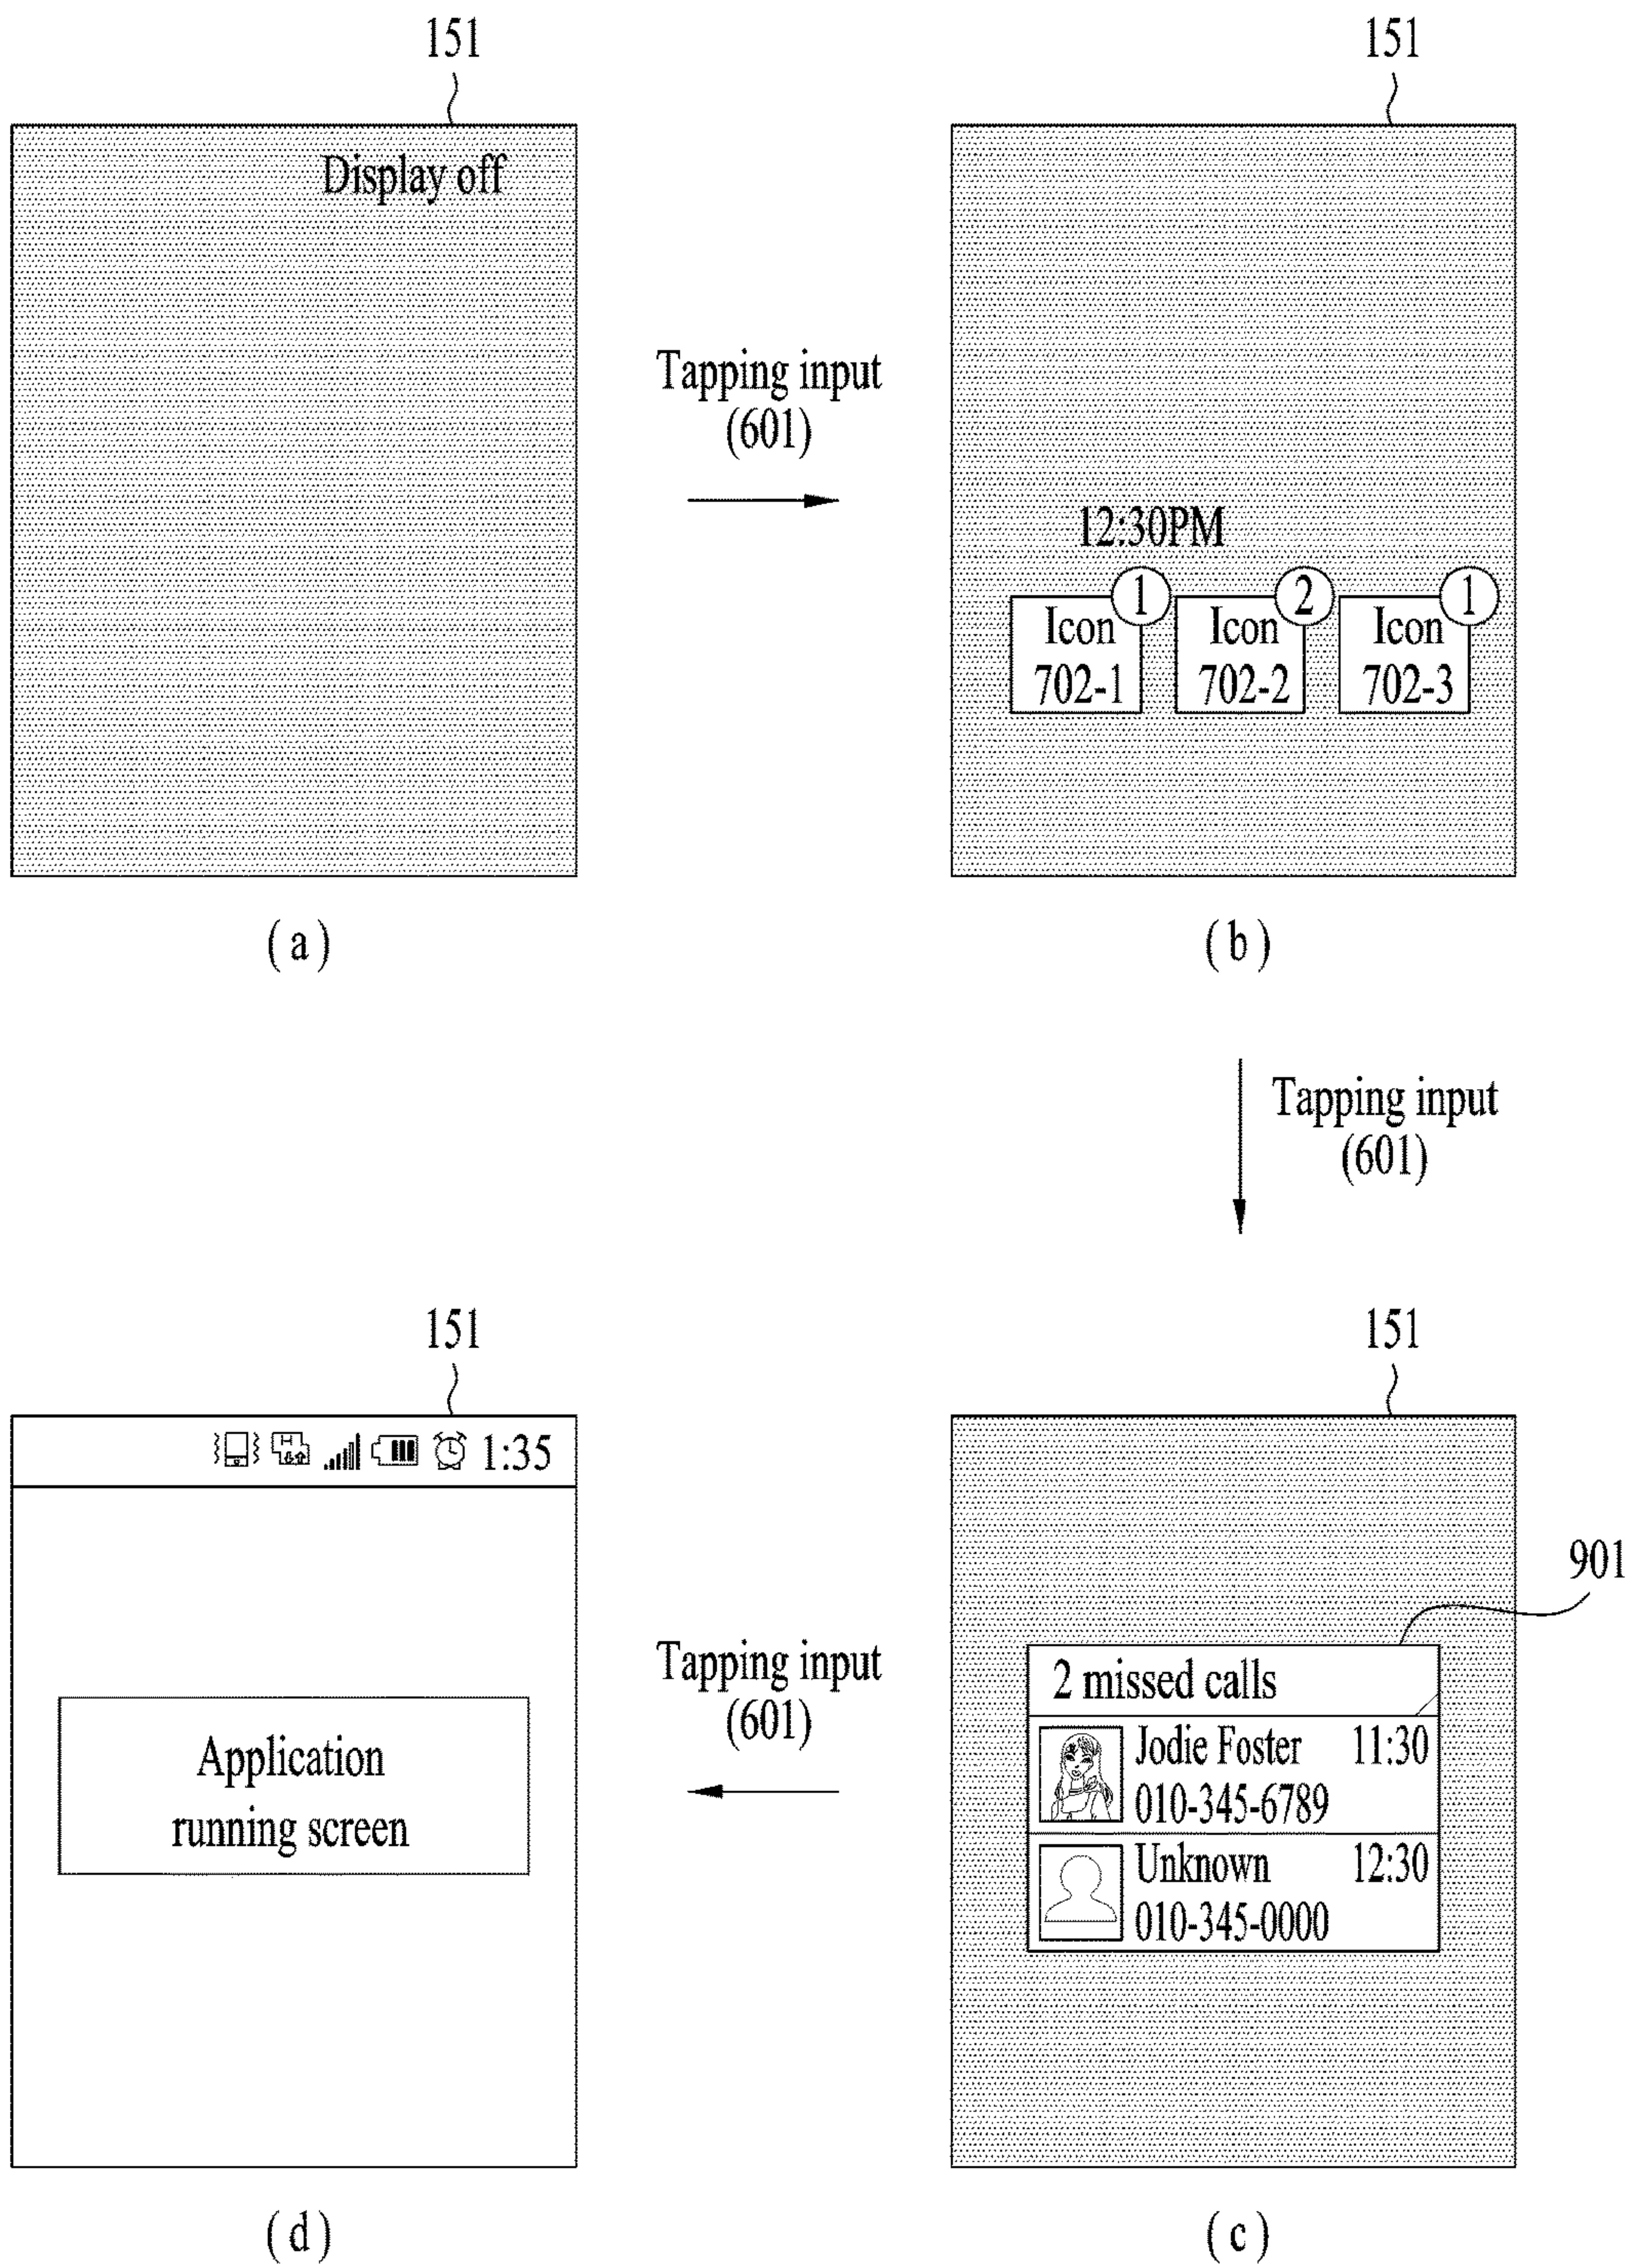 151
Display off
(a)
Tapping input
(601)
151
12:30PM
1
2
1
Icon
702-1
Icon
702-2
Icon
702-3
(b)
Tapping input
(601)
151
901
2 missed calls
Jodie Foster 11:30
010-345-6789
Unknown 12:30
010-345-0000
(c)
Tapping input
(601)
151
H
1:35
Application
running screen
(d)